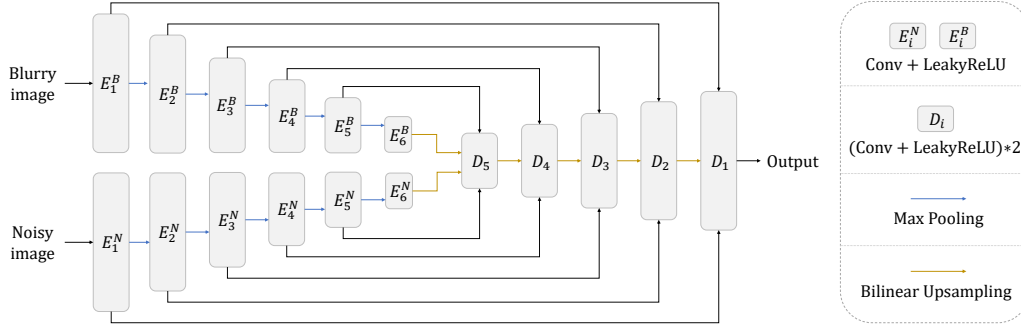 Blurry
image
E_1^B
E_2^B
E_3^B
E_4^B
E_5^B
E_6^B
Noisy
image
E_1^N
E_2^N
E_3^N
E_4^N
E_5^N
E_6^N
D_5
D_4
D_3
D_2
D_1
Output
E_i^N E_i^B
Conv + LeakyReLU
D_i
(Conv + LeakyReLU)*2
Max Pooling
Bilinear Upsampling